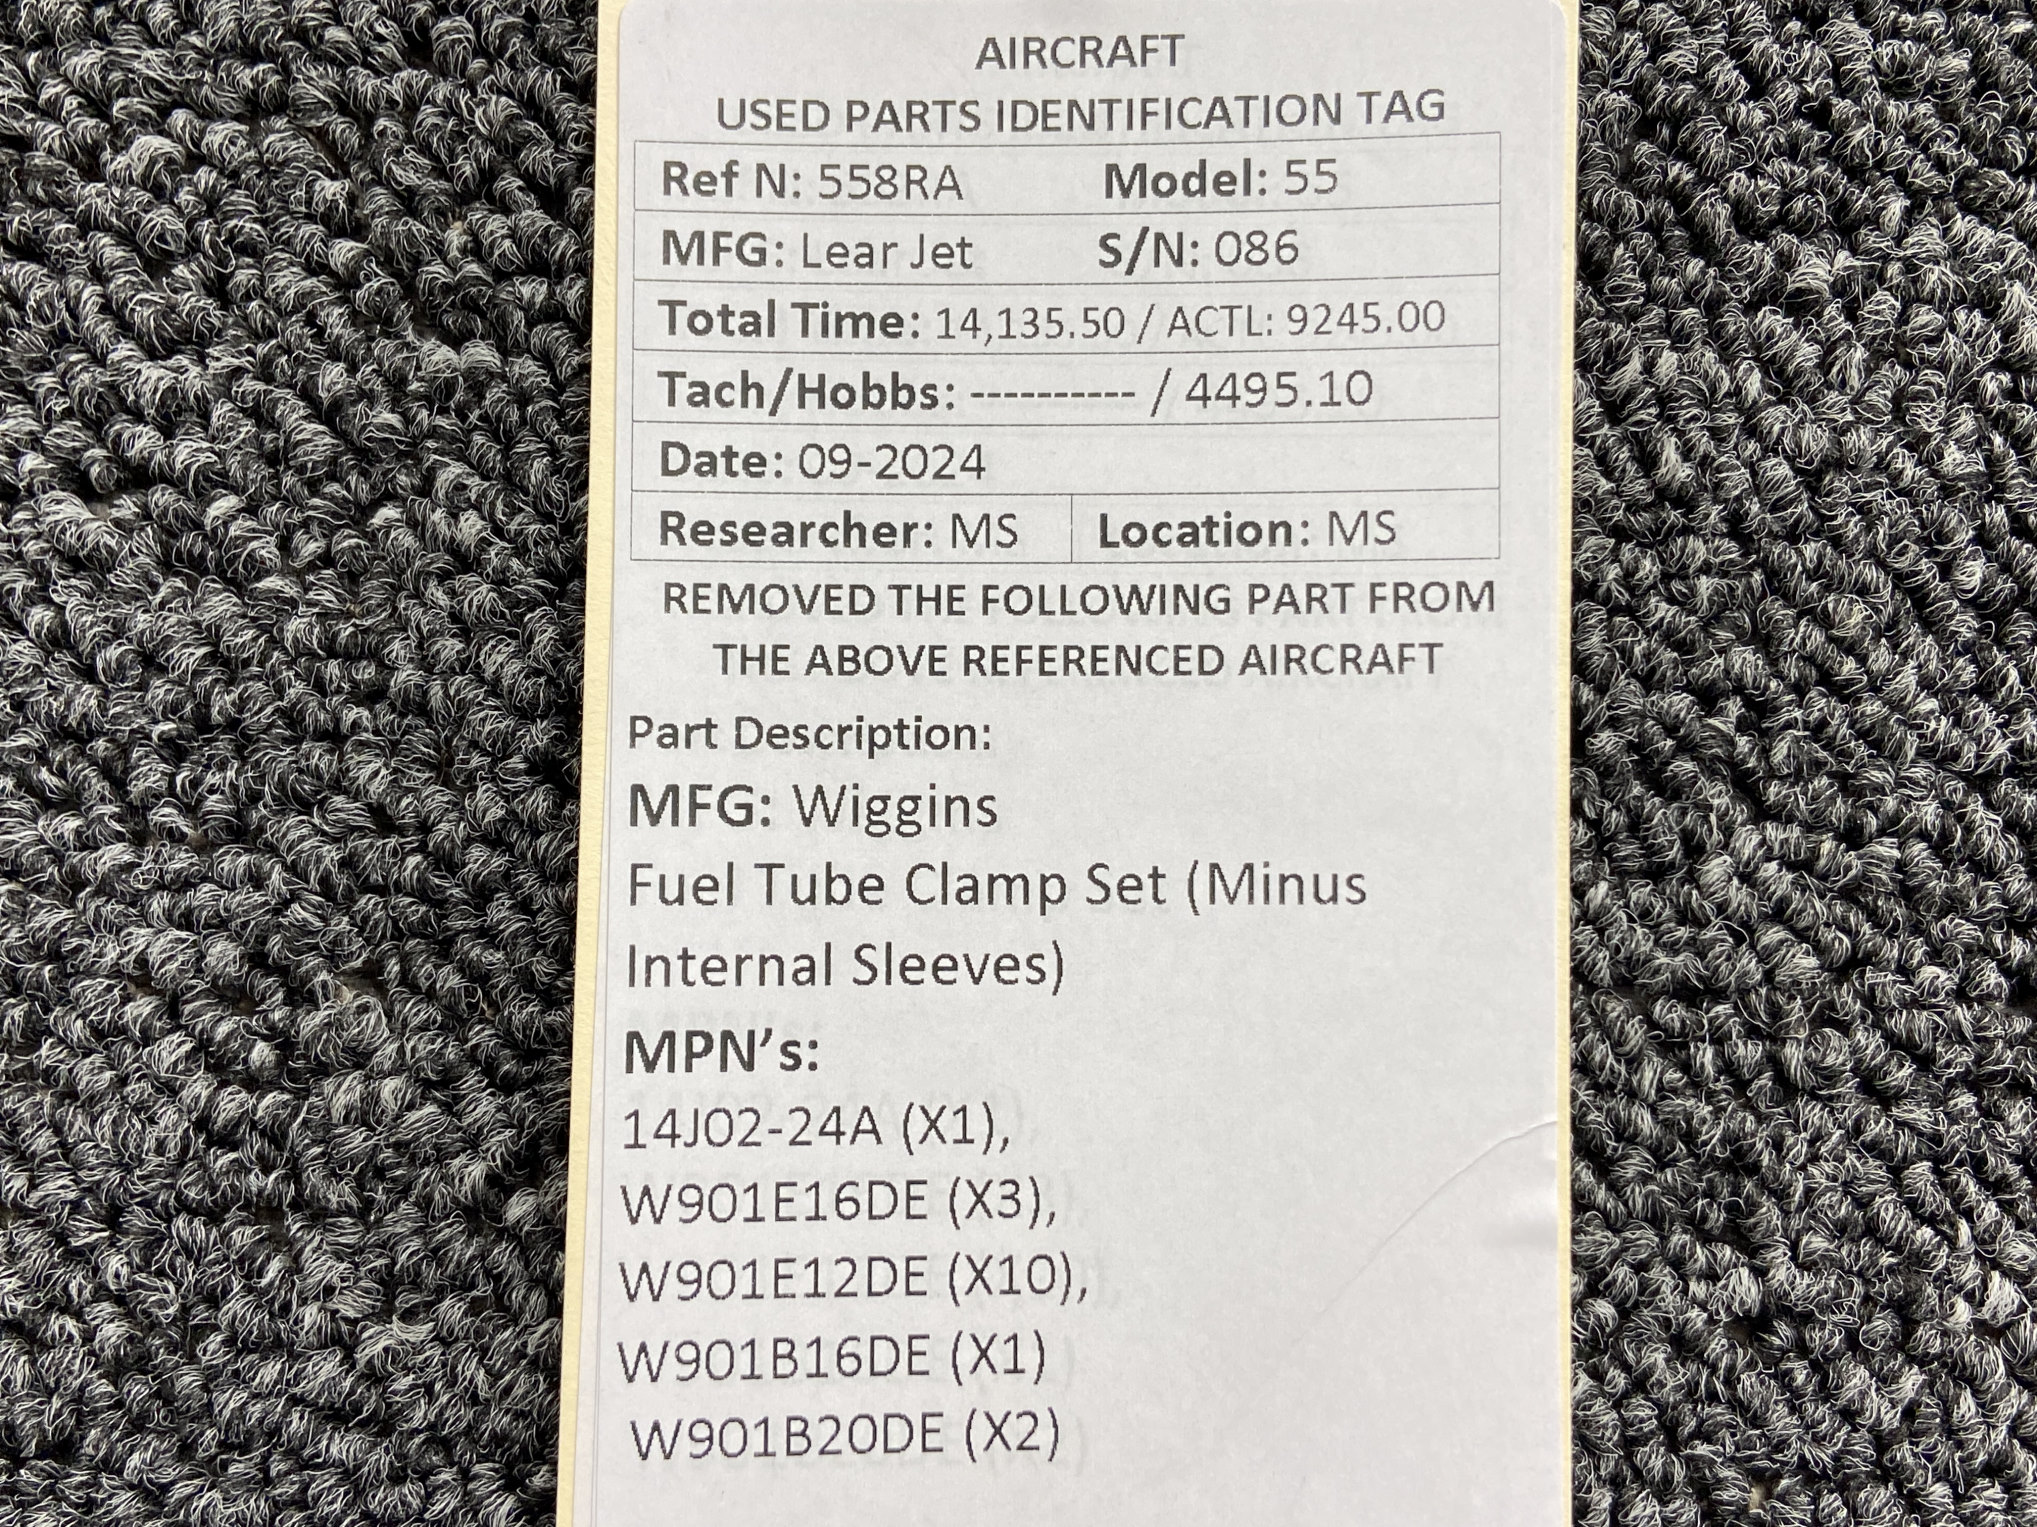 AIRCRAFT
USED PARTS IDENTIFICATION TAG
Ref N: 558RA Model: 55
MFG: Lear Jet S/N: 086
Total Time: 14,135.50 / ACTL: 9245.00
Tach/Hobbs: ---------- / 4495.10
Date: 09-2024
Researcher: MS Location: MS
REMOVED THE FOLLOWING PART FROM
THE ABOVE REFERENCED AIRCRAFT
Part Description:
MFG: Wiggins
Fuel Tube Clamp Set (Minus
Internal Sleeves)
MPN’s:
14J02-24A (X1),
W901E16DE (X3),
W901E12DE (X10),
W901B16DE (X1)
W901B20DE (X2)